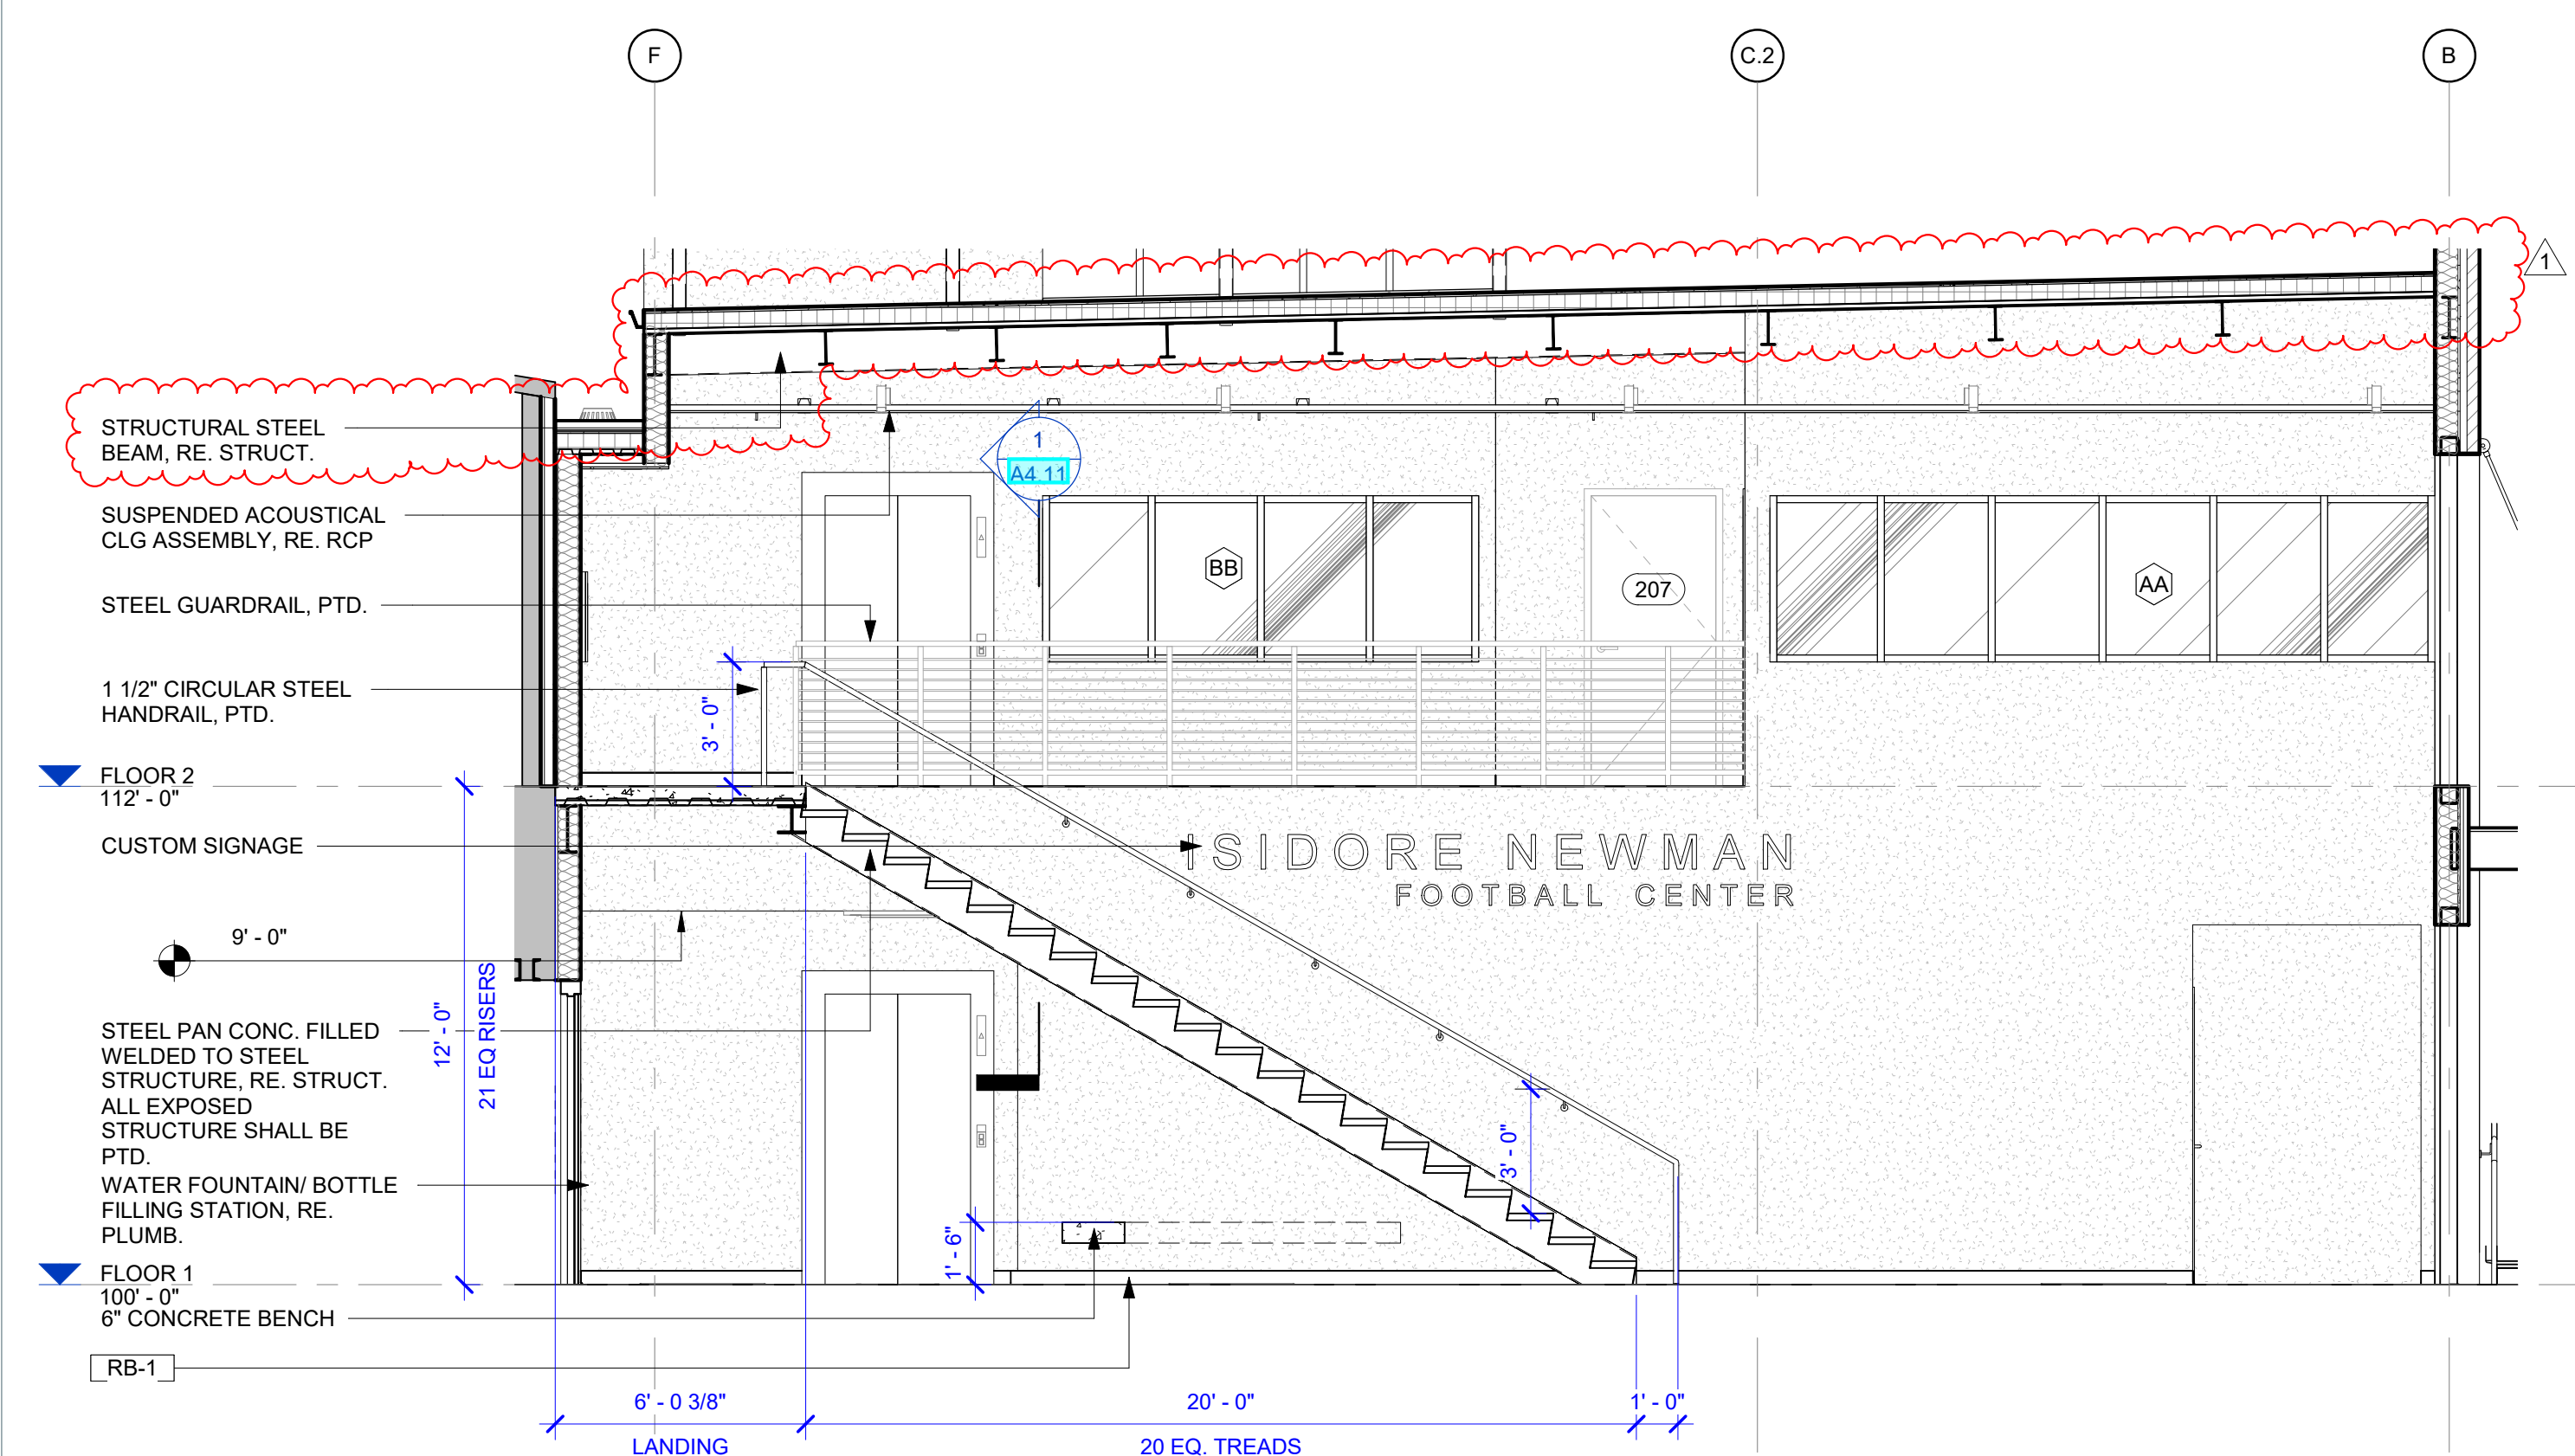 F
C.2
B
1
STRUCTURAL STEEL
BEAM, RE. STRUCT.
1
A4.11
SUSPENDED ACOUSTICAL
CLG ASSEMBLY, RE. RCP
BB
207
AA
STEEL GUARDRAIL, PTD.
1 1/2" CIRCULAR STEEL
HANDRAIL, PTD.
3' - 0"
FLOOR 2
112' - 0"
CUSTOM SIGNAGE
ISIDORE NEWMAN
FOOTBALL CENTER
9' - 0"
12' - 0"
21 EQ RISERS
STEEL PAN CONC. FILLED
WELDED TO STEEL
STRUCTURE, RE. STRUCT.
ALL EXPOSED
STRUCTURE SHALL BE
PTD.
3' - 0"
WATER FOUNTAIN/ BOTTLE
FILLING STATION, RE.
PLUMB.
1' - 6"
FLOOR 1
100' - 0"
6" CONCRETE BENCH
RB-1
6' - 0 3/8"
20' - 0"
1' - 0"
LANDING
20 EQ. TREADS